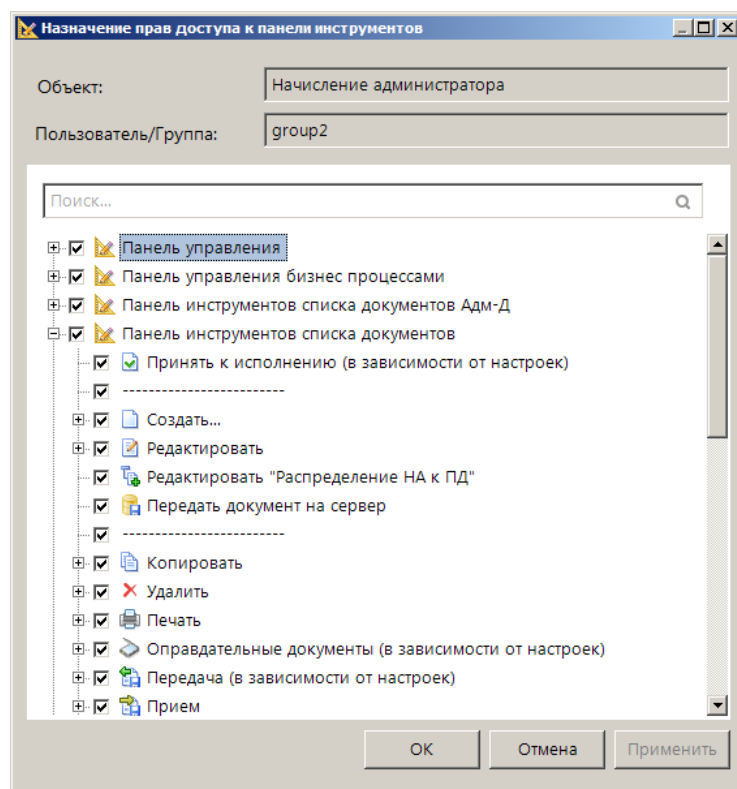 Назначение прав доступа к панели инструментов
Объект:
Начисление администратора
Пользователь/Группа:
group2
Поиск...
Панель управления
Панель управления бизнес процессами
Панель инструментов списка документов Адм-Д
Панель инструментов списка документов
Принять к исполнению (в зависимости от настроек)
-------------------------
Создать...
Редактировать
Редактировать "Распределение НА к ПД"
Передать документ на сервер
-------------------------
Копировать
Удалить
Печать
Оправдательные документы (в зависимости от настроек)
Передача (в зависимости от настроек)
Прием
ОК
Отмена
Применить